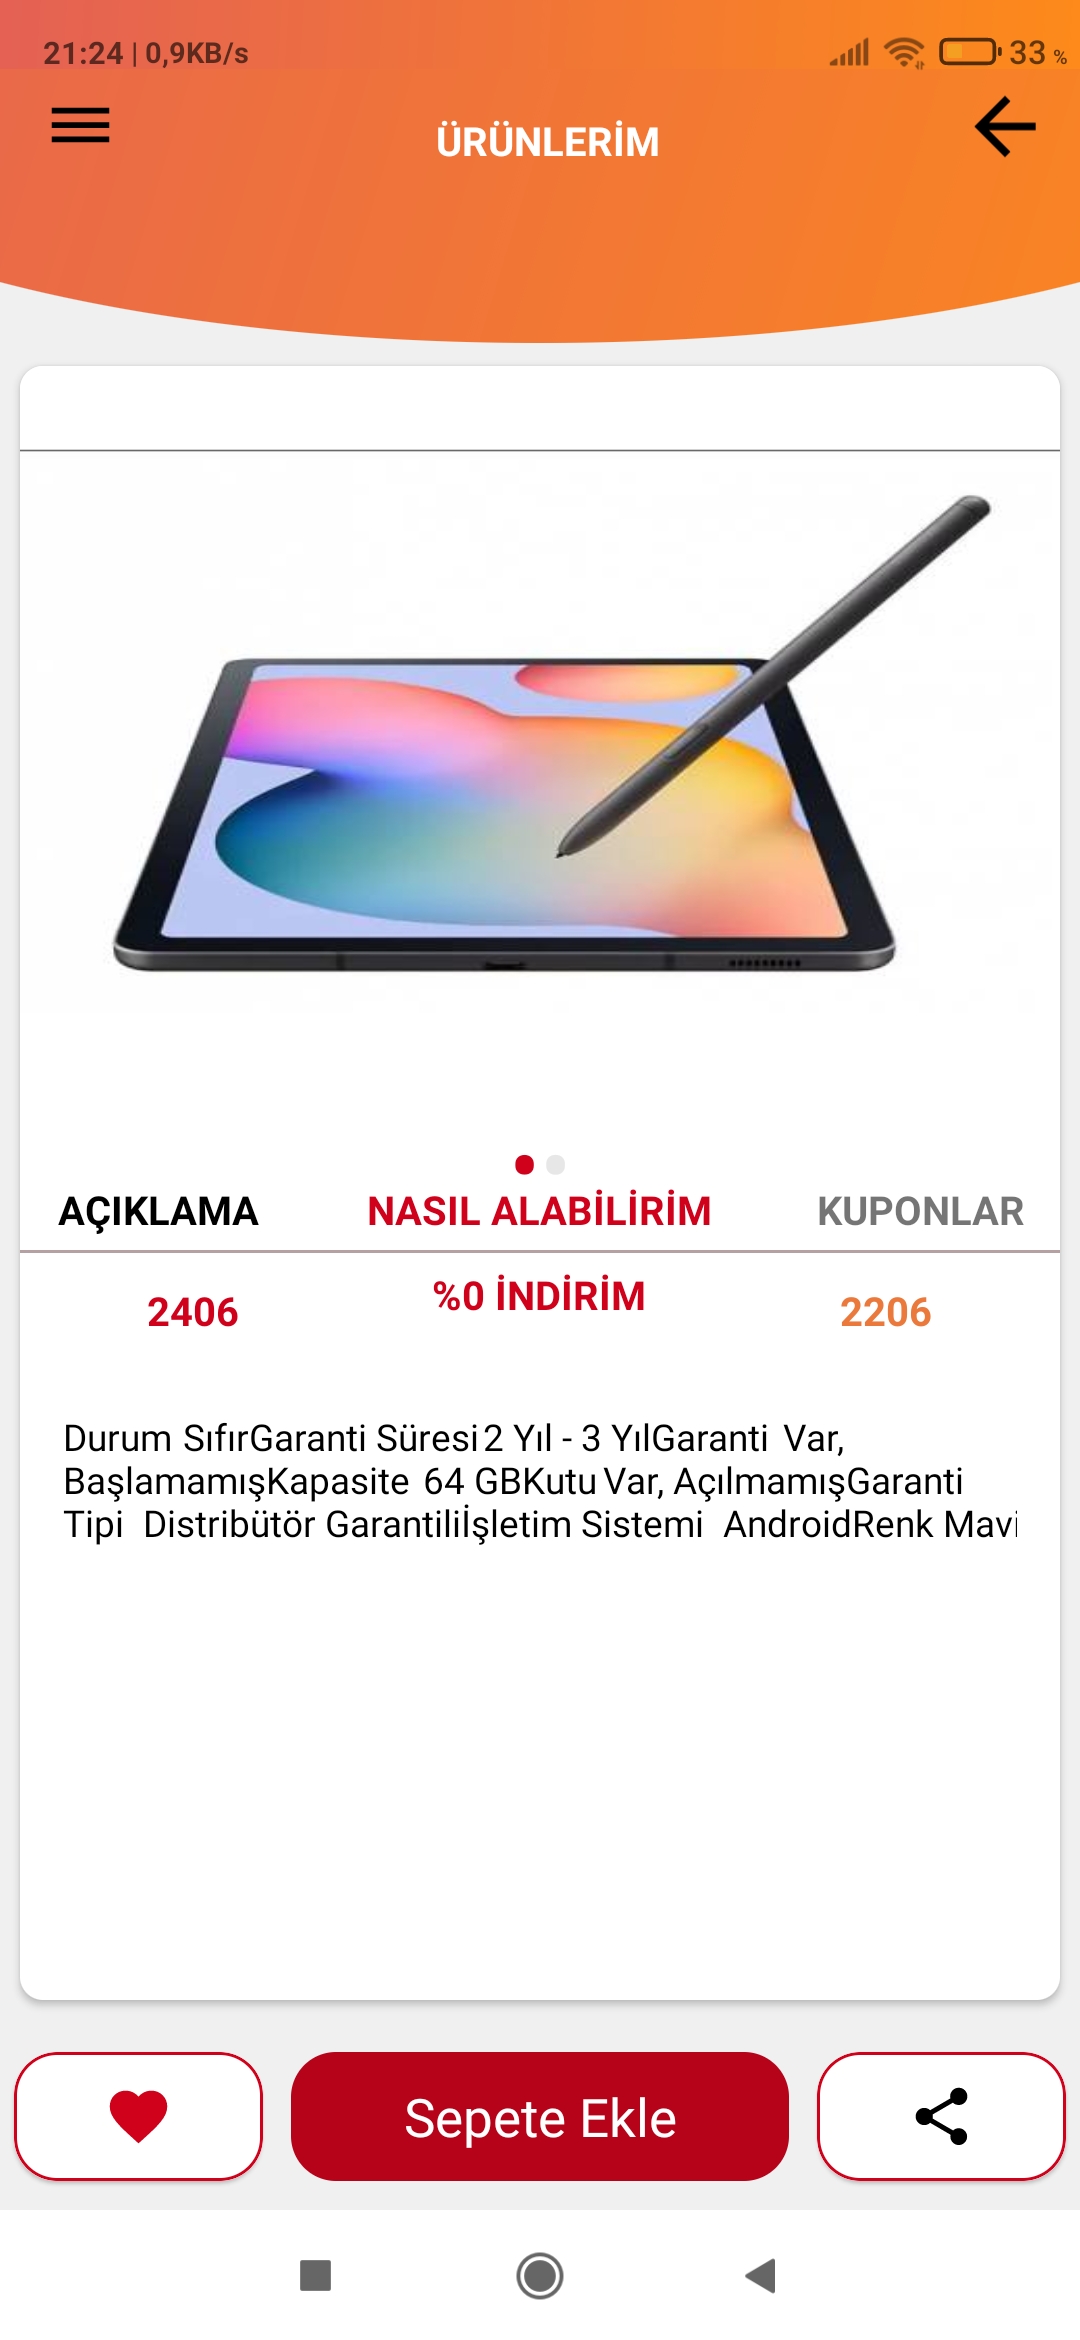 21:24 | 0,9KB/s
33 %
ÜRÜNLERİM
AÇIKLAMA NASIL ALABİLİRİM KUPONLAR
2406 %0 İNDİRİM 2206
Durum SıfırGaranti Süresi 2 Yıl - 3 YılGaranti Var,
BaşlamamışKapasite 64 GBKutu Var, AçılmamışGaranti
Tipi Distribütör Garantiliİşletim Sistemi AndroidRenk Mavi
Sepete Ekle